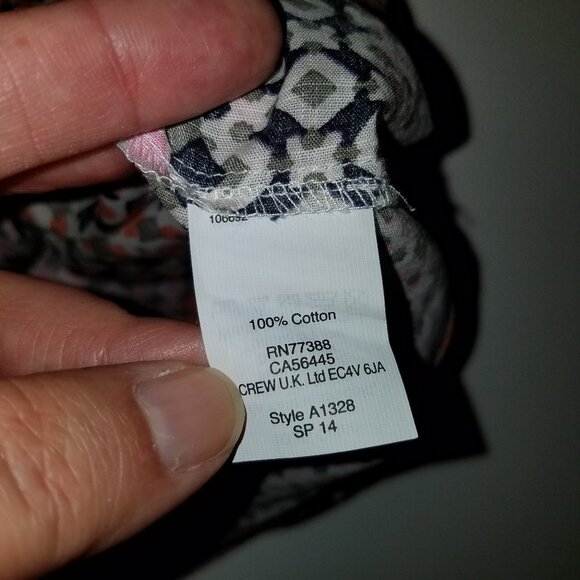 100% Cotton
RN77388
CA56445
CREW U.K. Ltd EC4V 6JA
Style A1328
SP 14